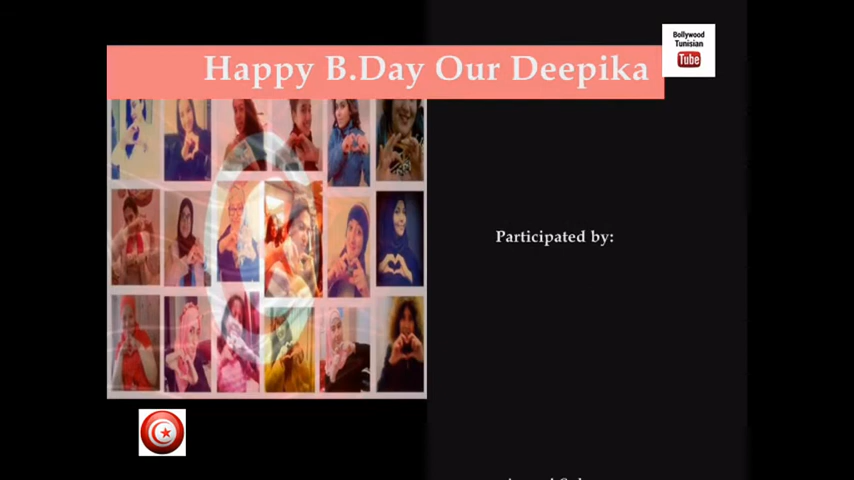 Happy B.Day Our Deepika
Bollywood
Tunisian
Tube
Participated by: